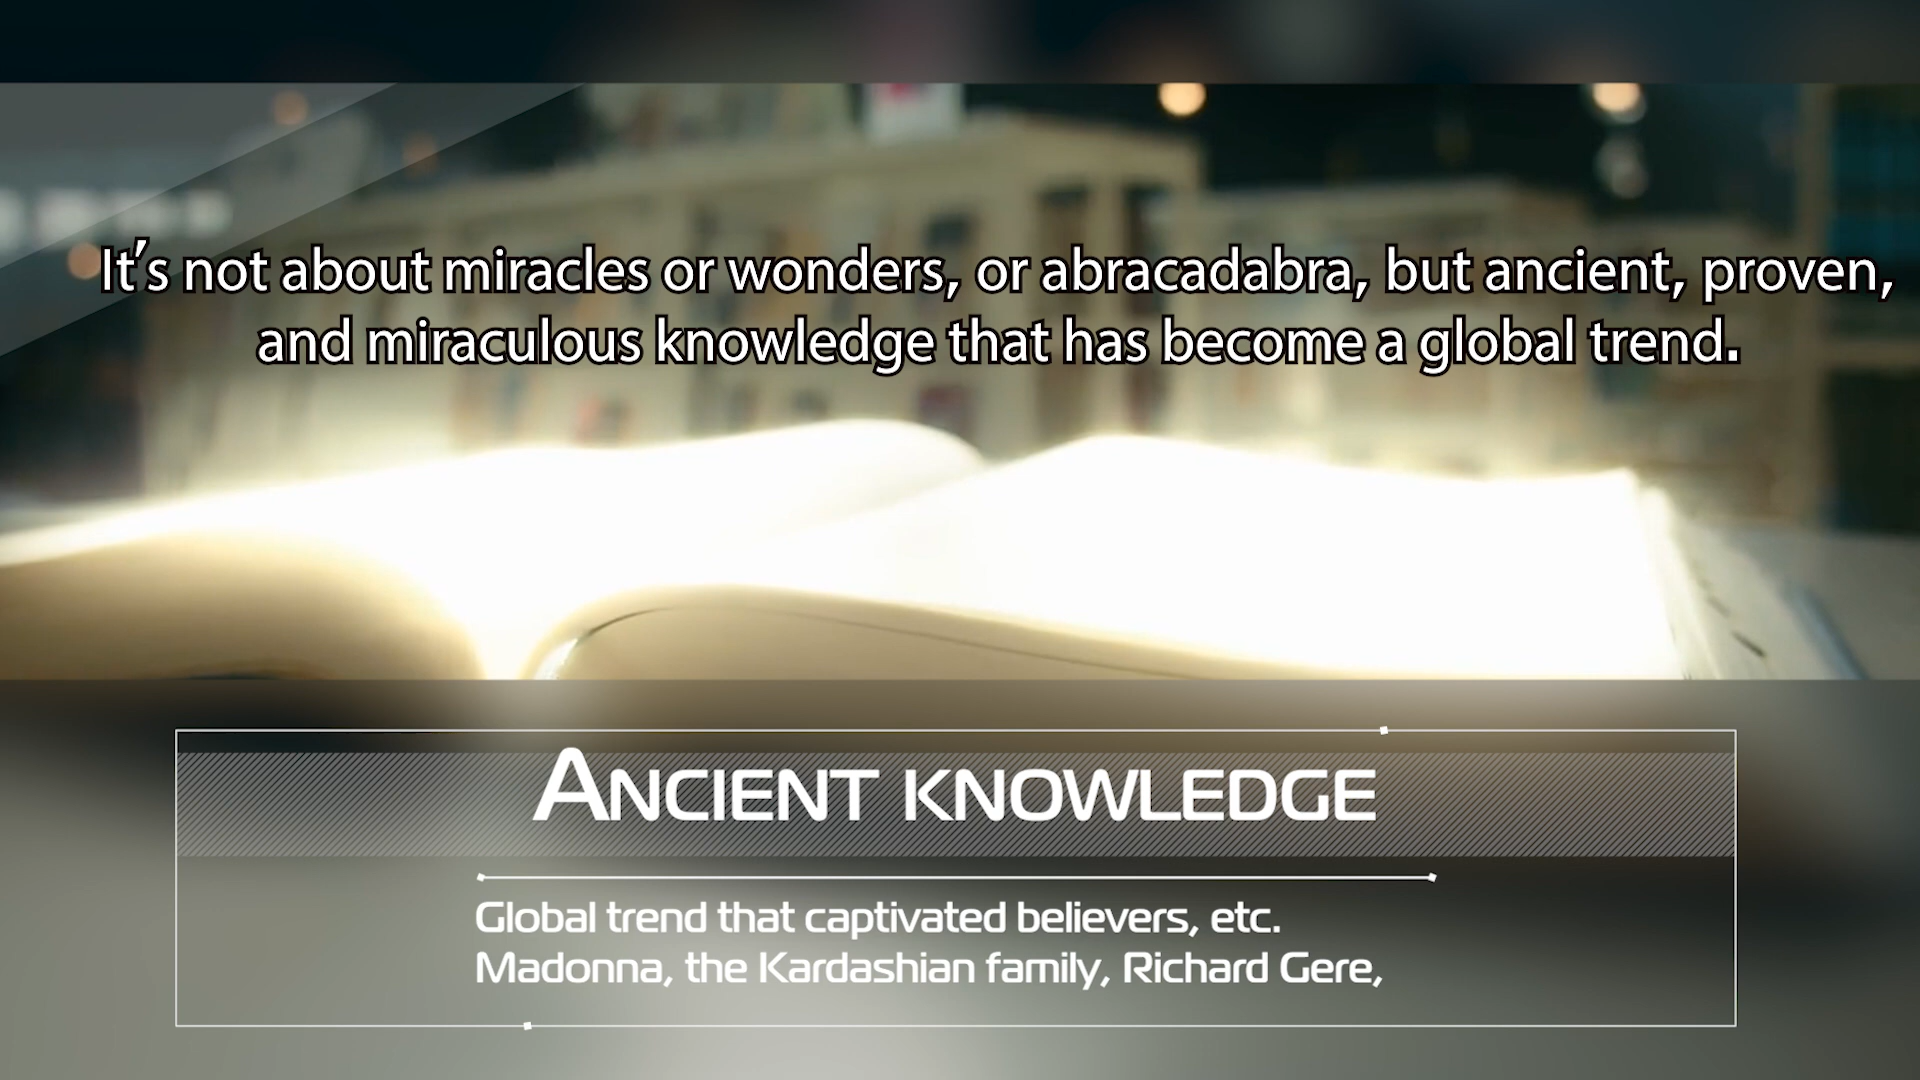 It's not about miracles or wonders, or abracadabra, but ancient, proven,
and miraculous knowledge that has become a global trend.
Ancient knowledge
Global trend that captivated believers, etc.
Madonna, the Kardashian family, Richard Gere,